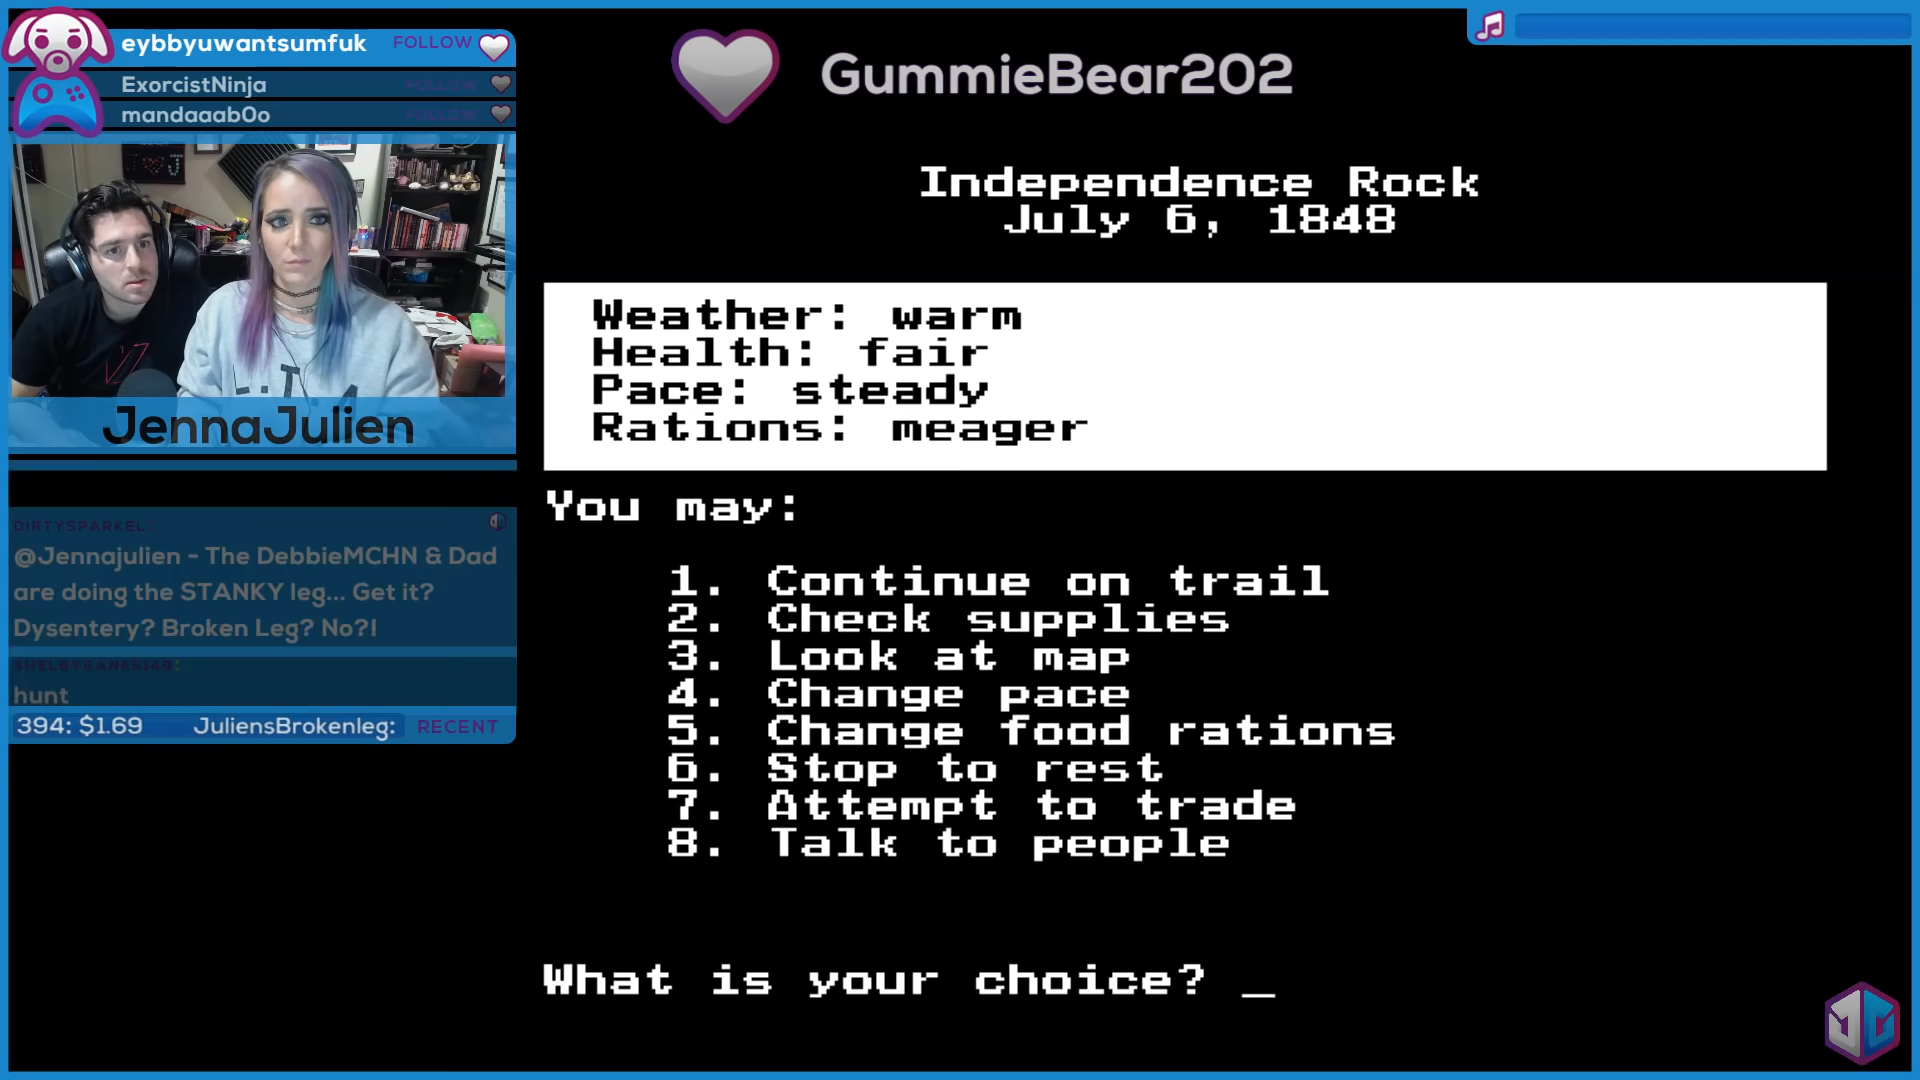 eybbyuwantsumfuk FOLLOW
ExorcistNinja FOLLOW
mandaaab0o FOLLOW
JennaJulien
DIRTYSPARKEL:
@Jennajulien - The DebbieMCHN & Dad
are doing the STANKY leg... Get it?
Dysentery? Broken Leg? No?!
hunt
394: $1.69 JuliensBrokenleg: RECENT
GummieBear202
Independence Rock
July 6, 1848
Weather: warm
Health: fair
Pace: steady
Rations: meager
You may:
1. Continue on trail
2. Check supplies
3. Look at map
4. Change pace
5. Change food rations
6. Stop to rest
7. Attempt to trade
8. Talk to people
What is your choice? _